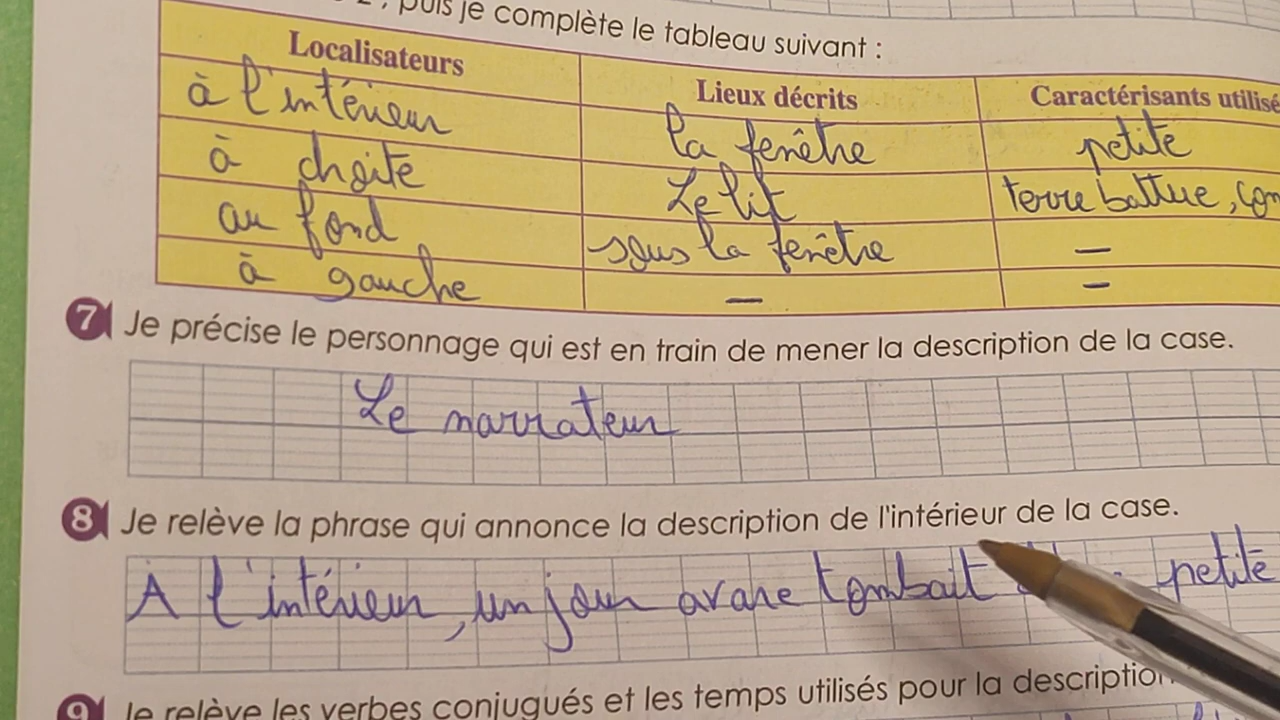 puis je complète le tableau suivant :
Localisateurs Lieux décrits Caractérisants utilisé
à l'intérieur la fenêtre petite
à droite Le lit terre battue,
au fond sous la fenêtre —
à gauche — —
7 Je précise le personnage qui est en train de mener la description de la case.
Le narrateur
8 Je relève la phrase qui annonce la description de l'intérieur de la case.
A l'intérieur, un jour avare tombait petite
9 Je relève les verbes conjugués et les temps utilisés pour la description